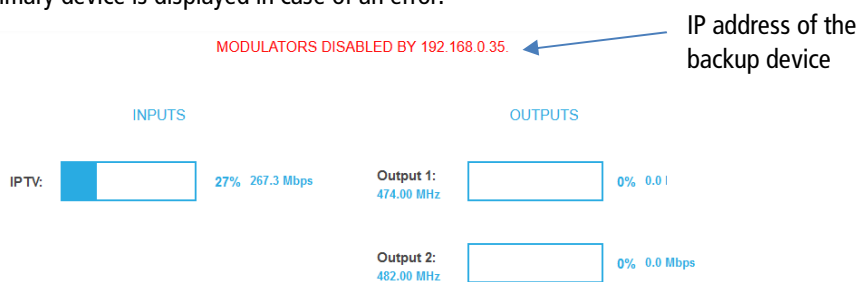 mary device is displayed in case of an error.
IP address of the
backup device
MODULATORS DISABLED BY 192.168.0.35.
INPUTS
OUTPUTS
IPTV:
27% 267.3 Mbps
Output 1:
474.00 MHz
0% 0.0
Output 2:
482.00 MHz
0% 0.0 Mbps